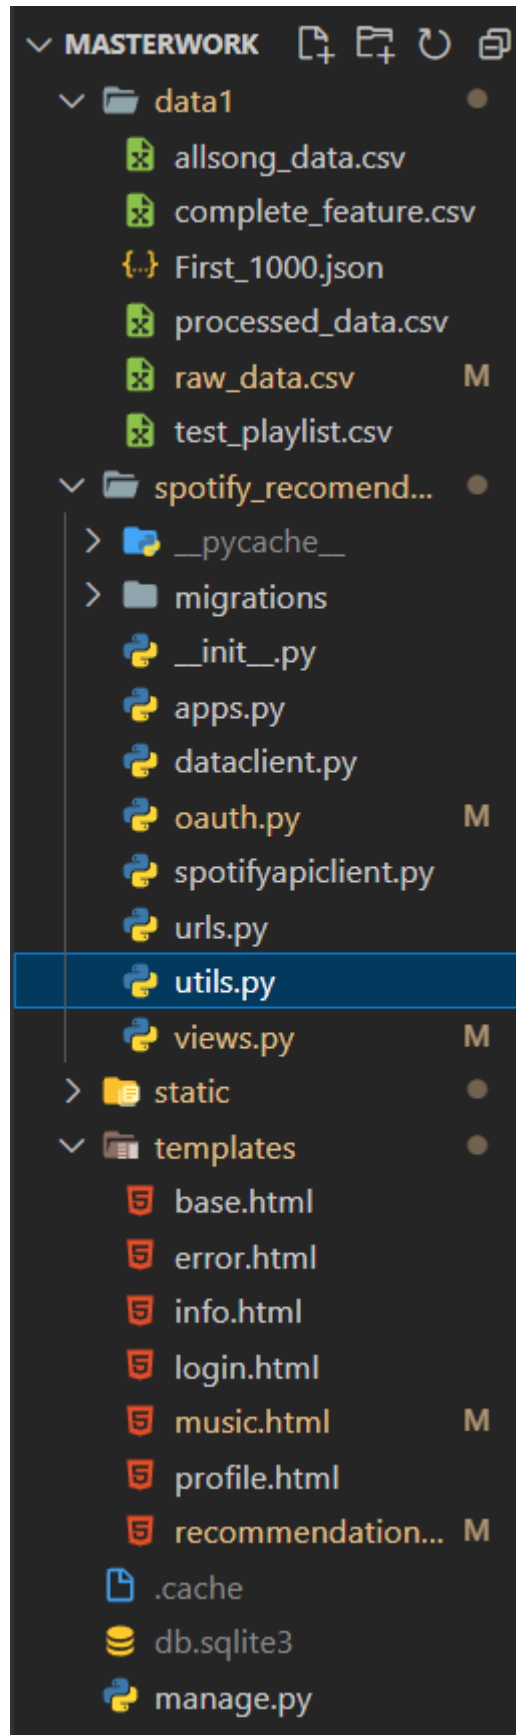 MASTERWORK
data1
allsong_data.csv
complete_feature.csv
{...} First_1000.json
processed_data.csv
raw_data.csv M
test_playlist.csv
spotify_recomend...
__pycache__
migrations
__init__.py
apps.py
dataclient.py
oauth.py M
spotifyapiclient.py
urls.py
utils.py
views.py M
static
templates
base.html
error.html
info.html
login.html
music.html M
profile.html
recommendation... M
.cache
db.sqlite3
manage.py